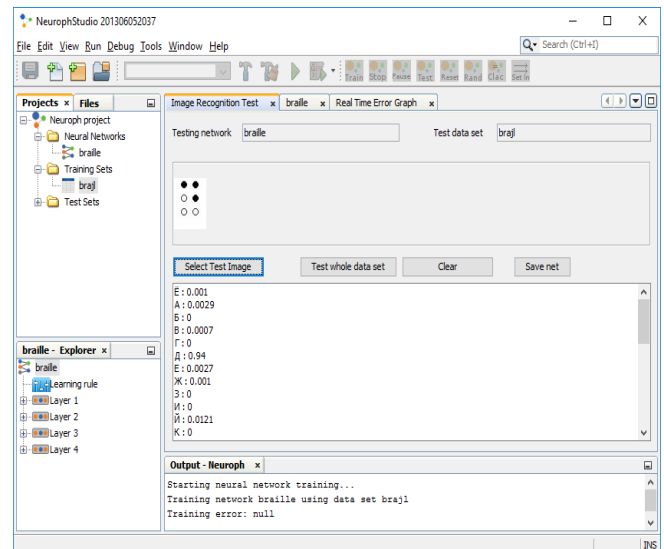 NeurophStudio 201306052037
File Edit View Run Debug Tools Window Help
Search (Ctrl+I)
Train Stop Pause Test Reset Rand Clac Set In
Projects Files
Neuroph project
Neural Networks
braille
Training Sets
brajl
Test Sets
Image Recognition Test braille Real Time Error Graph
Testing network braille Test data set brajl
Select Test Image Test whole data set Clear Save net
Ё : 0.001
А : 0.0029
Б : 0
В : 0.0007
Г : 0
Д : 0.94
Е : 0.0027
Ж : 0.001
З : 0
И : 0
Й : 0.0121
К : 0
braille - Explorer
braille
Learning rule
Layer 1
Layer 2
Layer 3
Layer 4
Output - Neuroph
Starting neural network training...
Training network braille using data set brajl
Training error: null
INS